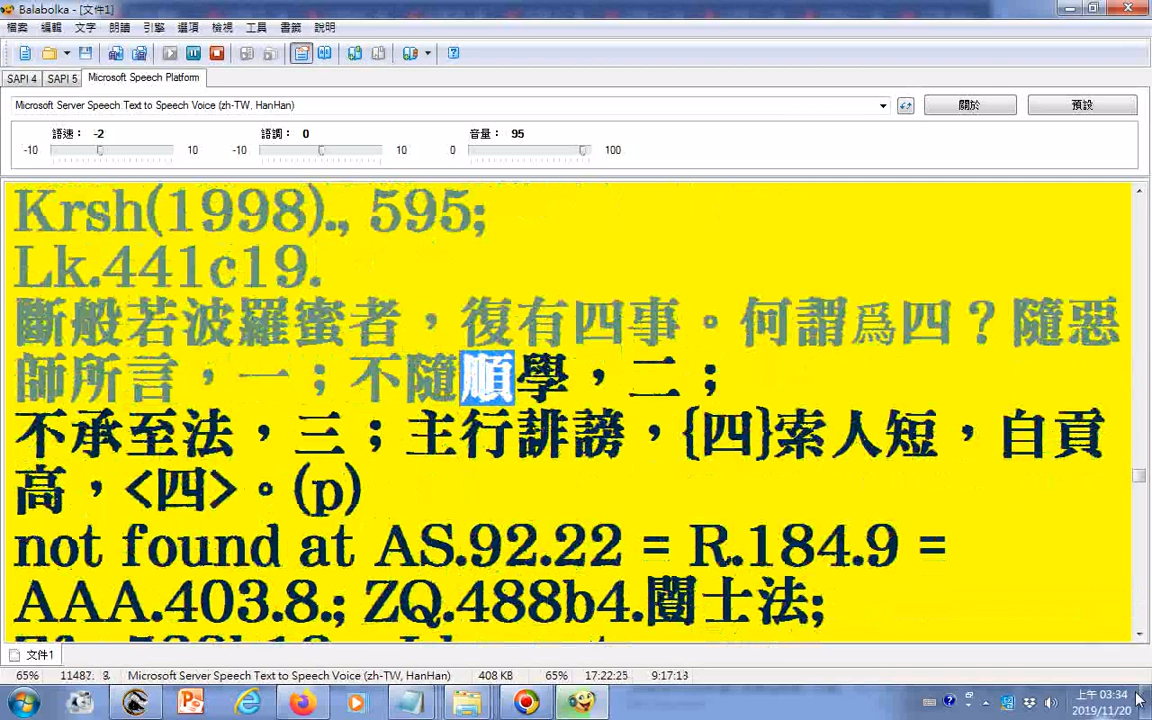 Balabolka - [文件1]
檔案 編輯 文字 朗讀 引擎 選項 檢視 工具 書籤 說明
SAPI 4 SAPI 5 Microsoft Speech Platform
Microsoft Server Speech Text to Speech Voice (zh-TW, HanHan) 關於 預設
語速： -2 語調： 0 音量： 95
-10 10 -10 10 0 100
Krsh(1998)., 595;
Lk.441c19.
斷般若波羅蜜者，復有四事。何謂爲四？隨惡
師所言，一；不隨順學，二；
不承至法，三；主行誹謗，{四}索人短，自貢
高，<四>。(p)
not found at AS.92.22 = R.184.9 =
AAA.403.8.; ZQ.488b4.闓士法;
文件1
65% 11487: 8 Microsoft Server Speech Text to Speech Voice (zh-TW, HanHan) 408 KB 65% 17:22:25 9:17:13
上午 03:34
2019/11/20